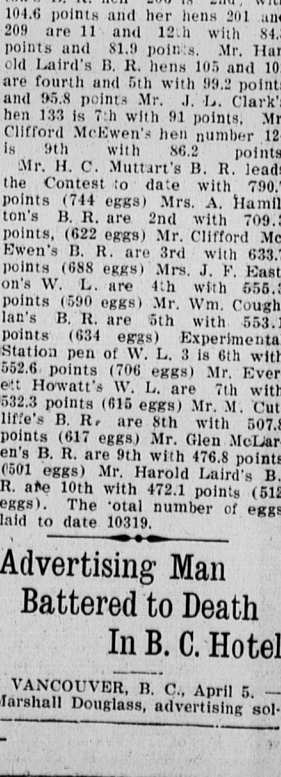 104.6 points and her hens 201 and
209 are 11 and 12.h with 84.
points and 81.9 poin.s. Mr. Har
old Laird's B. R. hens 105 and 10
are fourth and 5th with 99.2 point
and 95.8 points Mr. J. L. Clark'
hen 133 is 7:h with 91 points. Mr
Clifford McEwen's hen number 12
is 9th with 86.2 points
Mr. H. C. Muttart's B. R. lead
the Contest :o date with 790.
points (744 eggs) Mrs. A. Hamil
ton's B. R. are 2nd with 709.
points, (622 eggs) Mr. Clifford Mc
Ewen's B. R. are 3rd with 633.
points (688 eggs) Mrs. J. F. East
on's W. L. are 4th with 555.
points (590 eggs) Mr. Wm. Cough
lan's B. R. are 5th with 553.1
points (634 eggs) Experimenta
Station pen of W. L. 3 is 6th with
552.6 points (706 eggs) Mr. Ever
ett Howatt's W. L. are 7th with
532.3 points (615 eggs) Mr. M. Cut
liffe's B. R. are 8th with 507.8
points (617 eggs) Mr. Glen McLar
en's B. R. are 9th with 476.8 points
(501 eggs) Mr. Harold Laird's B.
R. are 10th with 472.1 points (512
eggs). The 'otal number of eggs
laid to date 10319.
Advertising Man
Battered to Death
In B. C. Hotel
VANCOUVER, B. C., April 5. —
Marshall Douglass, advertising sol-